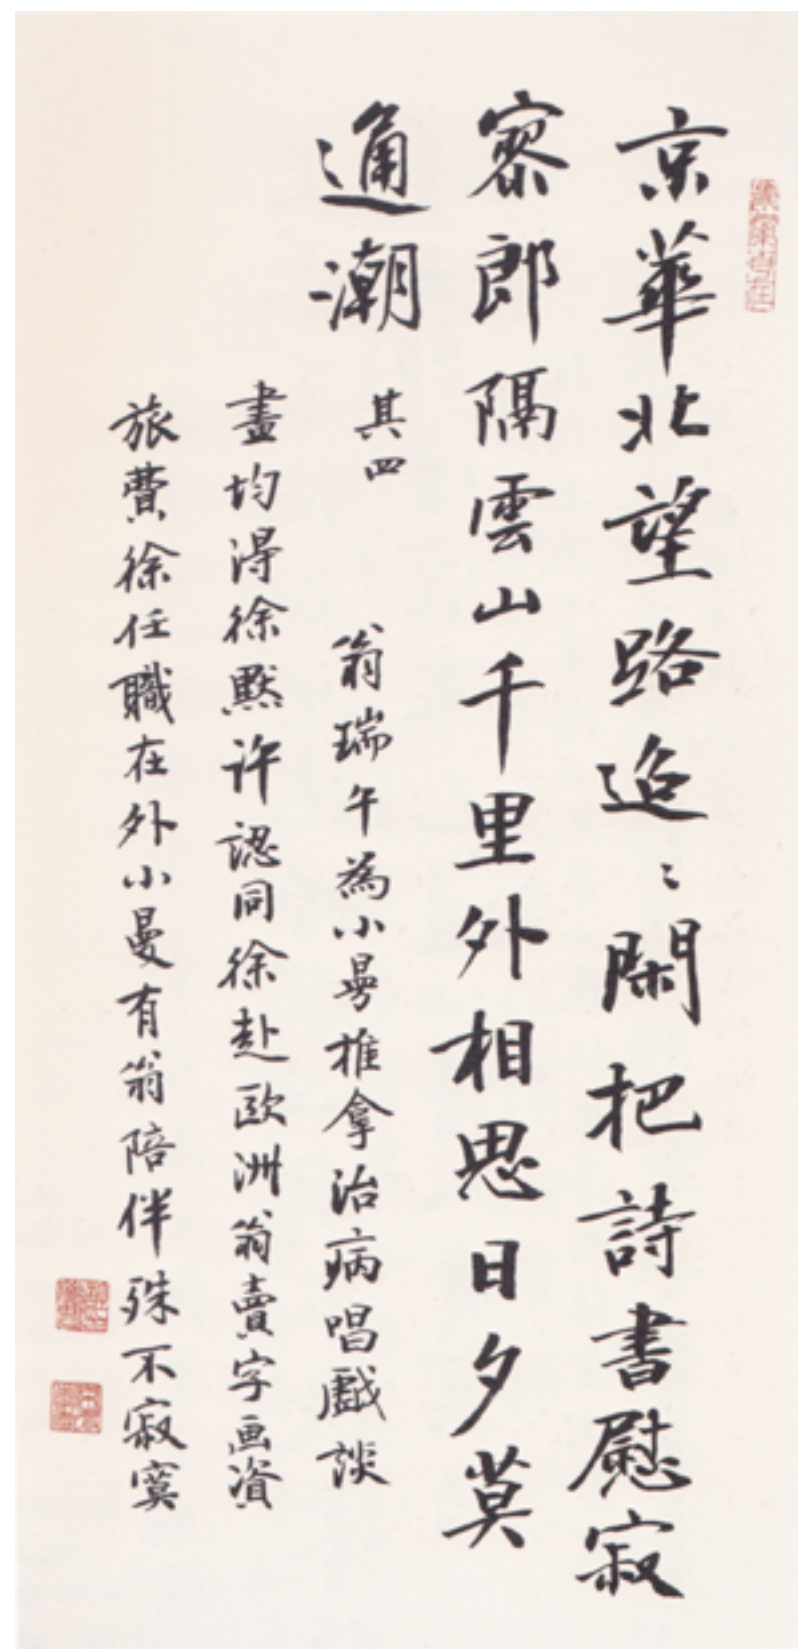 京華北望路迢〻閑把詩書慰寂
寥郎隔雲山千里外相思日夕莫
通潮
其四
翁瑞午為小曼推拿治病唱戲談
畫均得徐默許認同徐赴歐洲翁賣字画資
旅費徐任職在外小曼有翁陪伴殊不寂寞